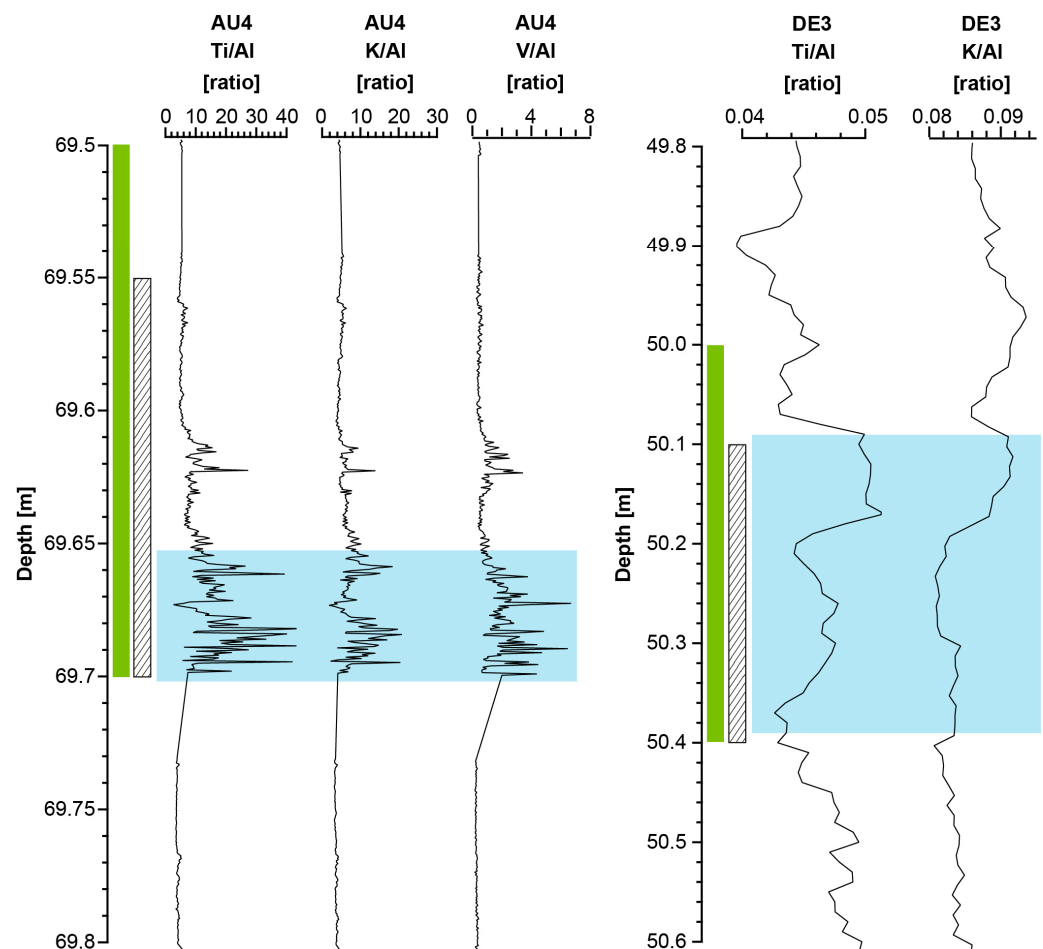 AU4 AU4 AU4 DE3 DE3
Ti/Al K/Al V/Al Ti/Al K/Al
[ratio] [ratio] [ratio] [ratio] [ratio]
0 10 20 30 40 0 10 20 30 0 4 8 0.04 0.05 0.08 0.09
69.5
69.55
69.6
69.65
69.7
69.75
69.8
Depth [m]
49.8
49.9
50.0
50.1
50.2
50.3
50.4
50.5
50.6
Depth [m]